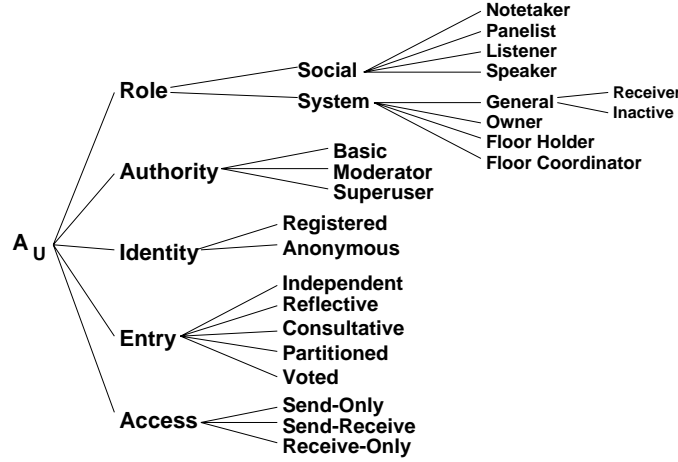 Notetaker
Panelist
Listener
Speaker
Social
Role
System
General
Receiver
Inactive
Owner
Floor Holder
Floor Coordinator
Basic
Authority
Moderator
Superuser
A U
Registered
Identity
Anonymous
Independent
Reflective
Consultative
Entry
Partitioned
Voted
Send-Only
Access
Send-Receive
Receive-Only